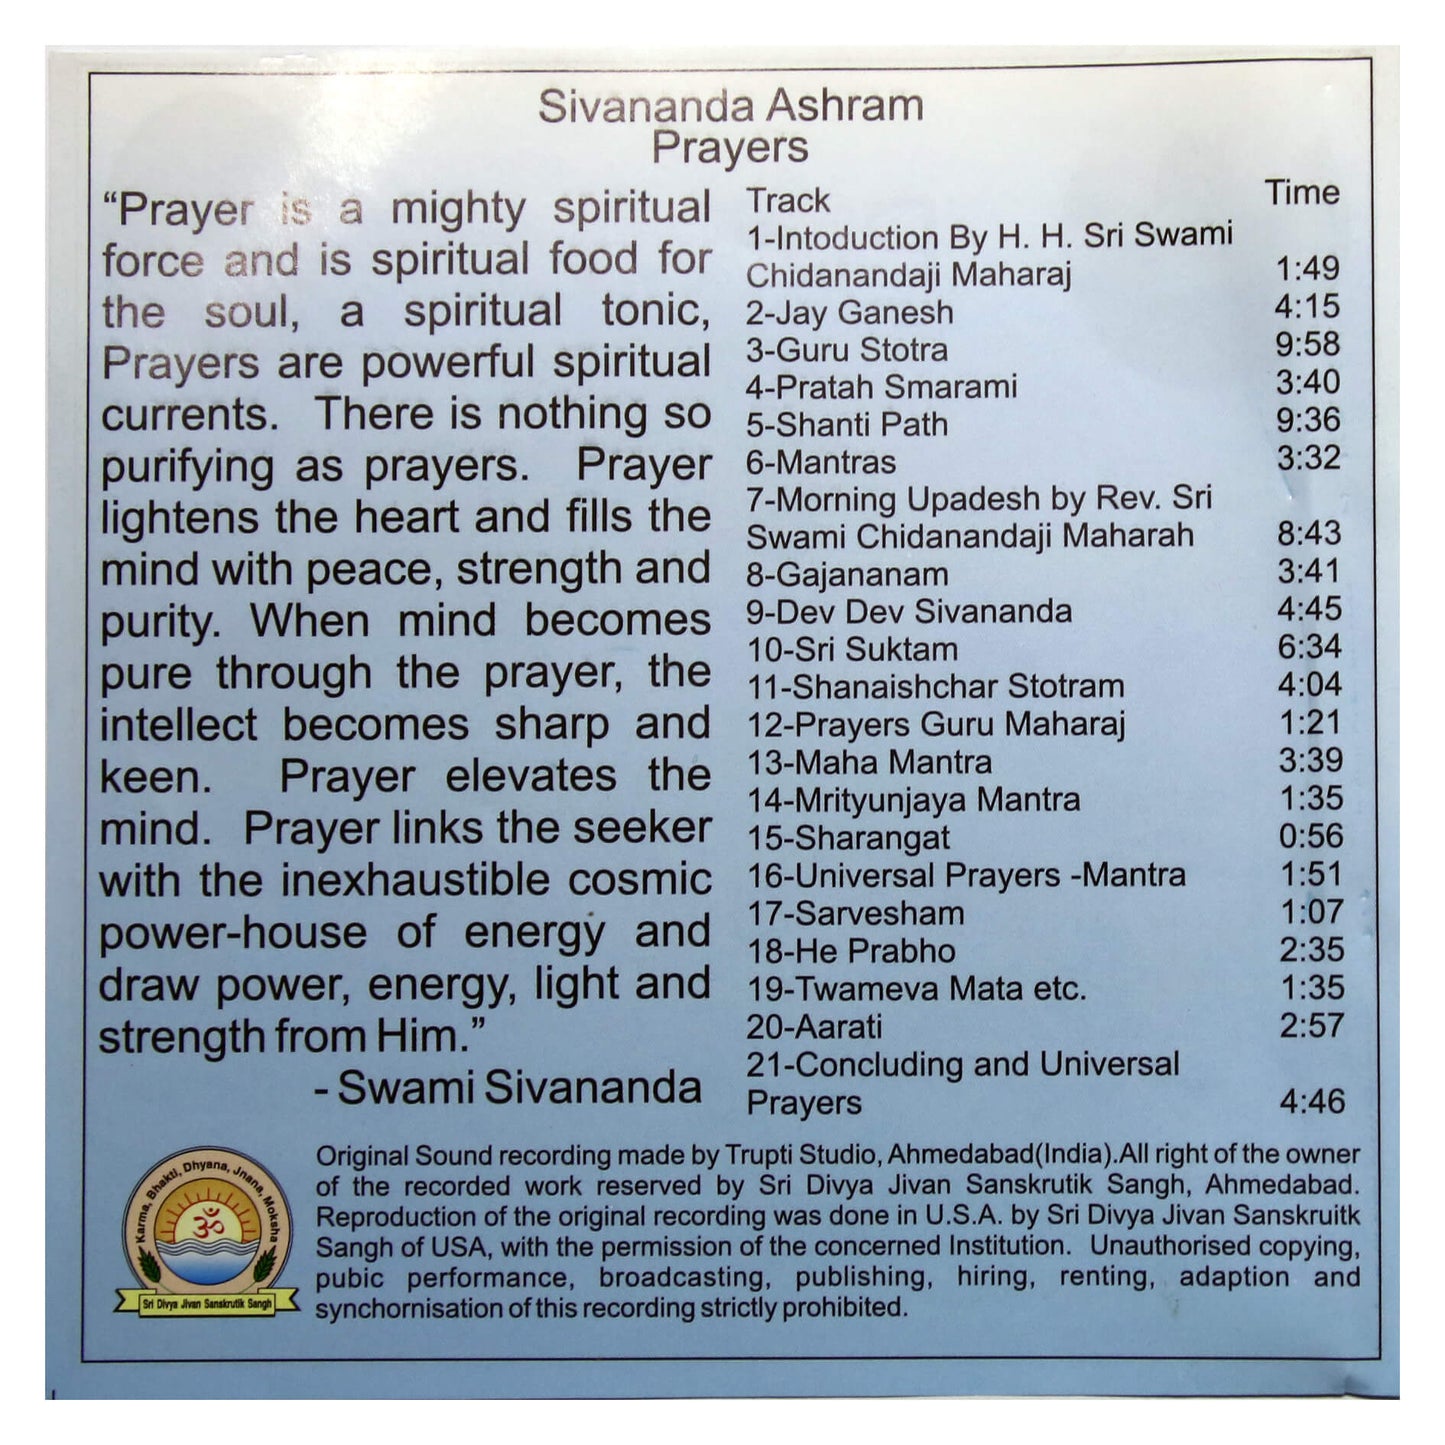 Sivananda Ashram
Prayers
“Prayer is a mighty spiritual
force and is spiritual food for
the soul, a spiritual tonic,
Prayers are powerful spiritual
currents. There is nothing so
purifying as prayers. Prayer
lightens the heart and fills the
mind with peace, strength and
purity. When mind becomes
pure through the prayer, the
intellect becomes sharp and
keen. Prayer elevates the
mind. Prayer links the seeker
with the inexhaustible cosmic
power-house of energy and
draw power, energy, light and
strength from Him.”
- Swami Sivananda
Track Time
1-Intoduction By H. H. Sri Swami
Chidanandaji Maharaj 1:49
2-Jay Ganesh 4:15
3-Guru Stotra 9:58
4-Pratah Smarami 3:40
5-Shanti Path 9:36
6-Mantras 3:32
7-Morning Upadesh by Rev. Sri
Swami Chidanandaji Maharah 8:43
8-Gajananam 3:41
9-Dev Dev Sivananda 4:45
10-Sri Suktam 6:34
11-Shanaishchar Stotram 4:04
12-Prayers Guru Maharaj 1:21
13-Maha Mantra 3:39
14-Mrityunjaya Mantra 1:35
15-Sharangat 0:56
16-Universal Prayers -Mantra 1:51
17-Sarvesham 1:07
18-He Prabho 2:35
19-Twameva Mata etc. 1:35
20-Aarati 2:57
21-Concluding and Universal
Prayers 4:46
Karma, Bhakti, Dhyana, Jnana, Moksha
ॐ
Sri Divya Jivan Sanskrutik Sangh
Original Sound recording made by Trupti Studio, Ahmedabad(India).All right of the owner
of the recorded work reserved by Sri Divya Jivan Sanskrutik Sangh, Ahmedabad.
Reproduction of the original recording was done in U.S.A. by Sri Divya Jivan Sanskruitk
Sangh of USA, with the permission of the concerned Institution. Unauthorised copying,
pubic performance, broadcasting, publishing, hiring, renting, adaption and
synchornisation of this recording strictly prohibited.